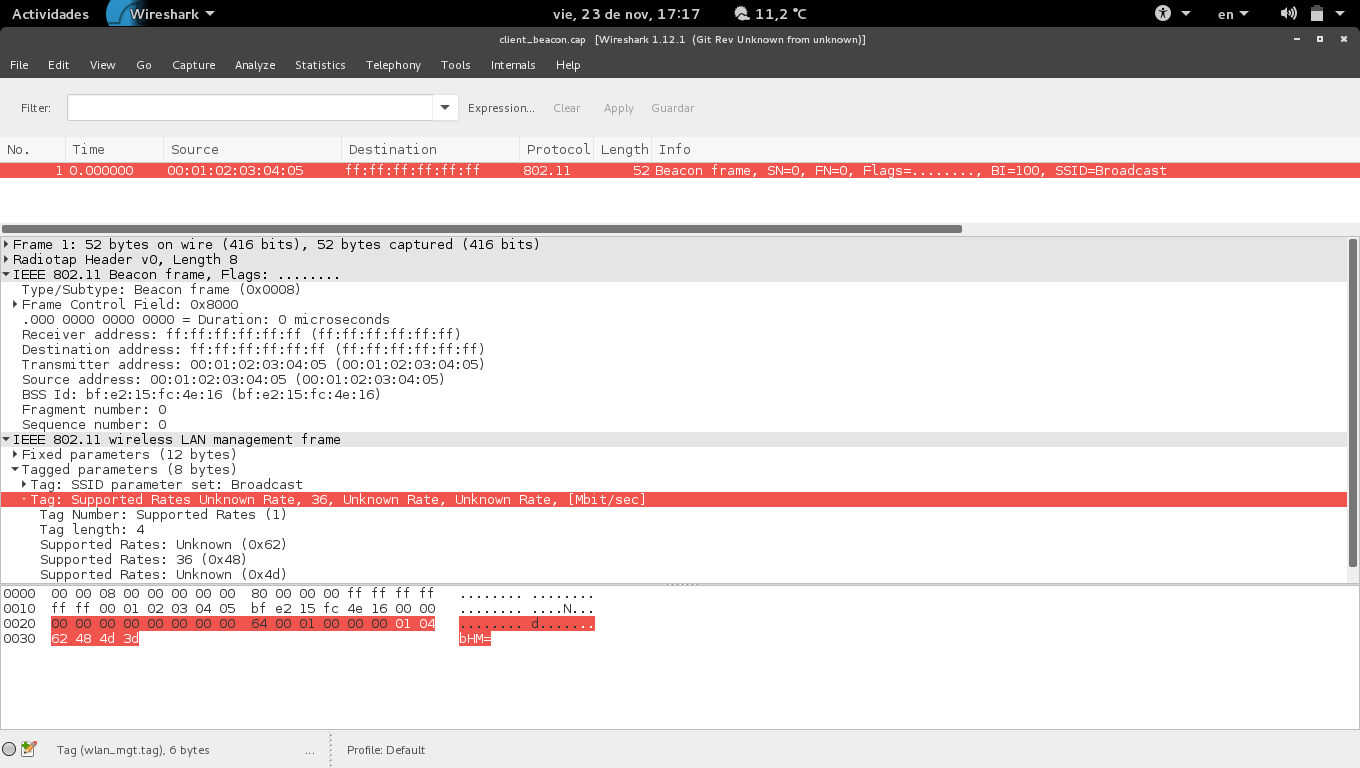 Actividades Wireshark vie, 23 de nov, 17:17 11,2 °C en
client_beacon.cap [Wireshark 1.12.1 (Git Rev Unknown from unknown)]
File Edit View Go Capture Analyze Statistics Telephony Tools Internals Help
Filter: Expression... Clear Apply Guardar
No. Time Source Destination Protocol Length Info
1 0.000000 00:01:02:03:04:05 ff:ff:ff:ff:ff:ff 802.11 52 Beacon frame, SN=0, FN=0, Flags=........, BI=100, SSID=Broadcast
Frame 1: 52 bytes on wire (416 bits), 52 bytes captured (416 bits)
Radiotap Header v0, Length 8
IEEE 802.11 Beacon frame, Flags: ........
Type/Subtype: Beacon frame (0x0008)
Frame Control Field: 0x8000
.000 0000 0000 0000 = Duration: 0 microseconds
Receiver address: ff:ff:ff:ff:ff:ff (ff:ff:ff:ff:ff:ff)
Destination address: ff:ff:ff:ff:ff:ff (ff:ff:ff:ff:ff:ff)
Transmitter address: 00:01:02:03:04:05 (00:01:02:03:04:05)
Source address: 00:01:02:03:04:05 (00:01:02:03:04:05)
BSS Id: bf:e2:15:fc:4e:16 (bf:e2:15:fc:4e:16)
Fragment number: 0
Sequence number: 0
IEEE 802.11 wireless LAN management frame
Fixed parameters (12 bytes)
Tagged parameters (8 bytes)
Tag: SSID parameter set: Broadcast
Tag: Supported Rates Unknown Rate, 36, Unknown Rate, Unknown Rate, [Mbit/sec]
Tag Number: Supported Rates (1)
Tag length: 4
Supported Rates: Unknown (0x62)
Supported Rates: 36 (0x48)
Supported Rates: Unknown (0x4d)
0000 00 00 08 00 00 00 00 00 80 00 00 00 ff ff ff ff ........ ........
0010 ff ff 00 01 02 03 04 05 bf e2 15 fc 4e 16 00 00 ........ ....N...
0020 00 00 00 00 00 00 00 00 64 00 01 00 00 00 01 04 ........ d.......
0030 62 48 4d 3d bHM=
Tag (wlan_mgt.tag), 6 bytes ... Profile: Default